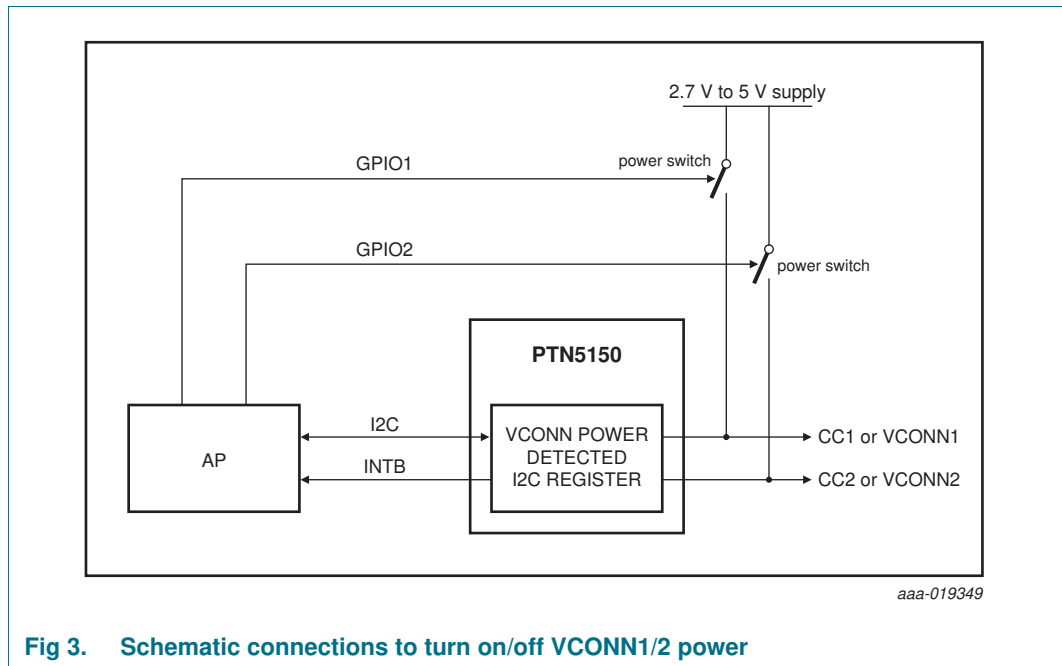 2.7 V to 5 V supply
GPIO1
power switch
GPIO2
power switch
PTN5150
AP
I2C
INTB
VCONN POWER
DETECTED
I2C REGISTER
CC1 or VCONN1
CC2 or VCONN2
aaa-019349
Fig 3. Schematic connections to turn on/off VCONN1/2 power